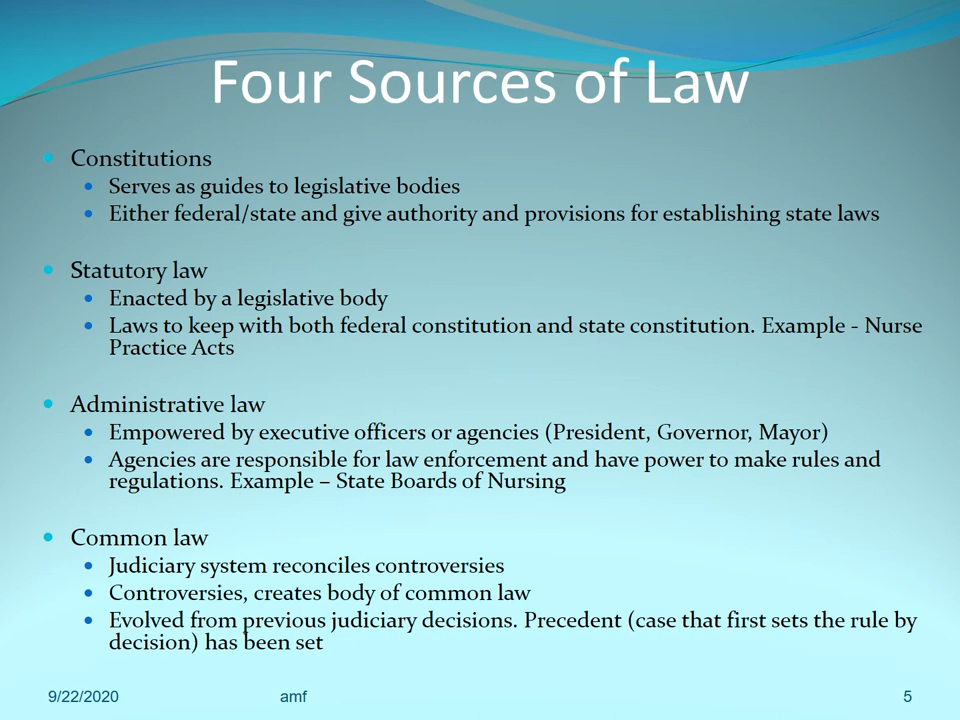 Four Sources of Law
Constitutions
Serves as guides to legislative bodies
Either federal/state and give authority and provisions for establishing state laws
Statutory law
Enacted by a legislative body
Laws to keep with both federal constitution and state constitution. Example - Nurse
Practice Acts
Administrative law
Empowered by executive officers or agencies (President, Governor, Mayor)
Agencies are responsible for law enforcement and have power to make rules and
regulations. Example – State Boards of Nursing
Common law
Judiciary system reconciles controversies
Controversies, creates body of common law
Evolved from previous judiciary decisions. Precedent (case that first sets the rule by
decision) has been set
9/22/2020 amf 5